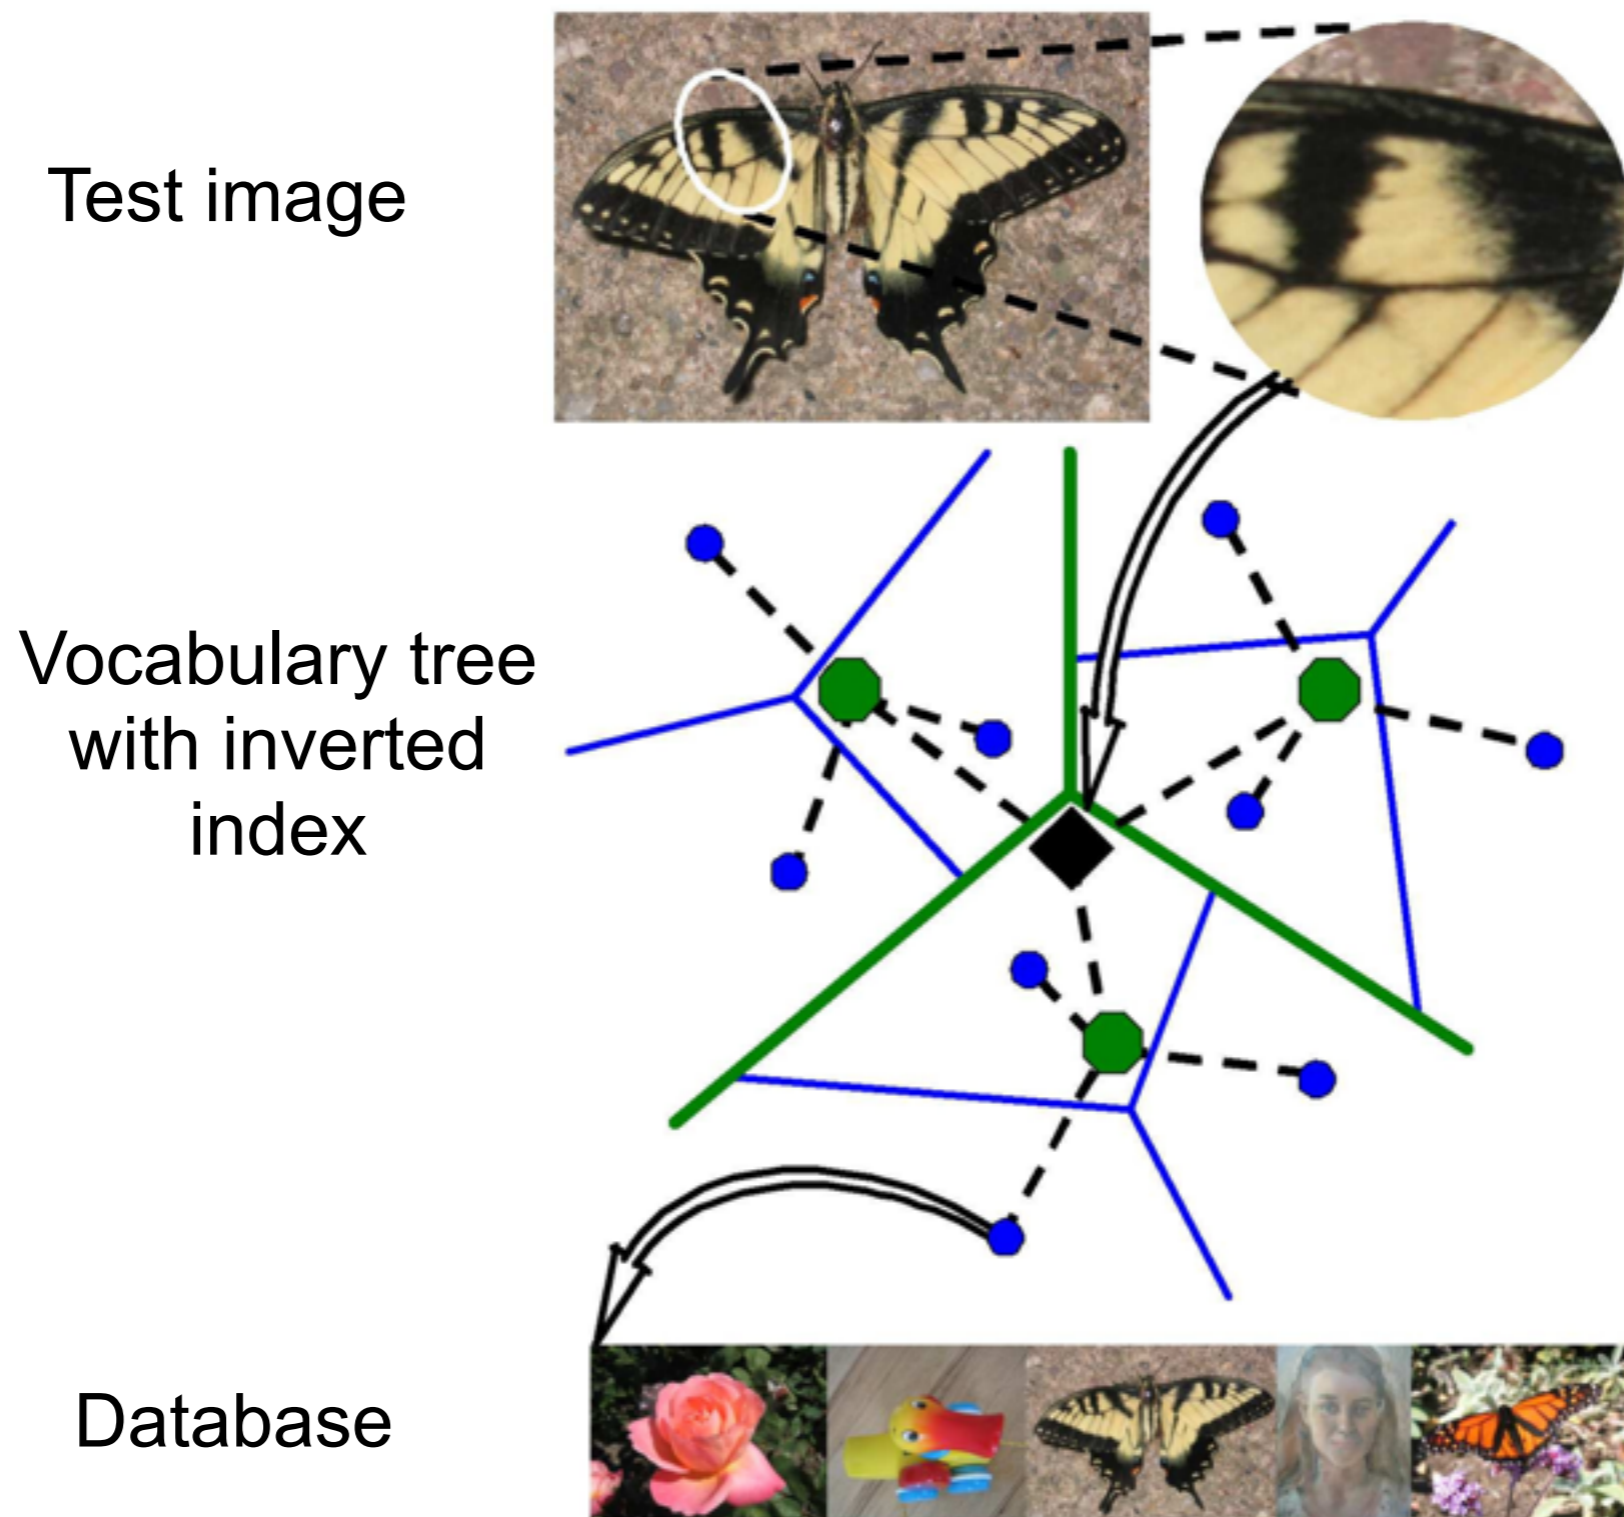 Test image
Vocabulary tree
with inverted
index
Database